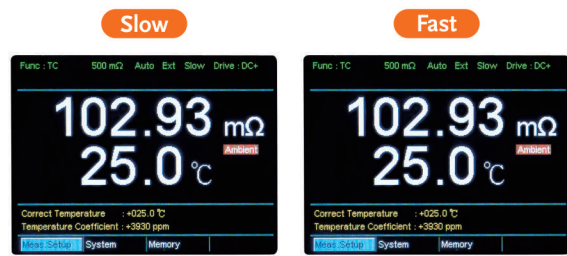 Slow
Fast
Func : TC 500 mΩ Auto Ext Slow Drive : DC+
102.93 mΩ
Ambient
25.0 °C
Correct Temperature : +025.0 °C
Temperature Coefficient : +3930 ppm
Meas.Setup System Memory
Func : TC 500 mΩ Auto Ext Slow Drive : DC+
102.93 mΩ
Ambient
25.0 °C
Correct Temperature : +025.0 °C
Temperature Coefficient : +3930 ppm
Meas.Setup System Memory